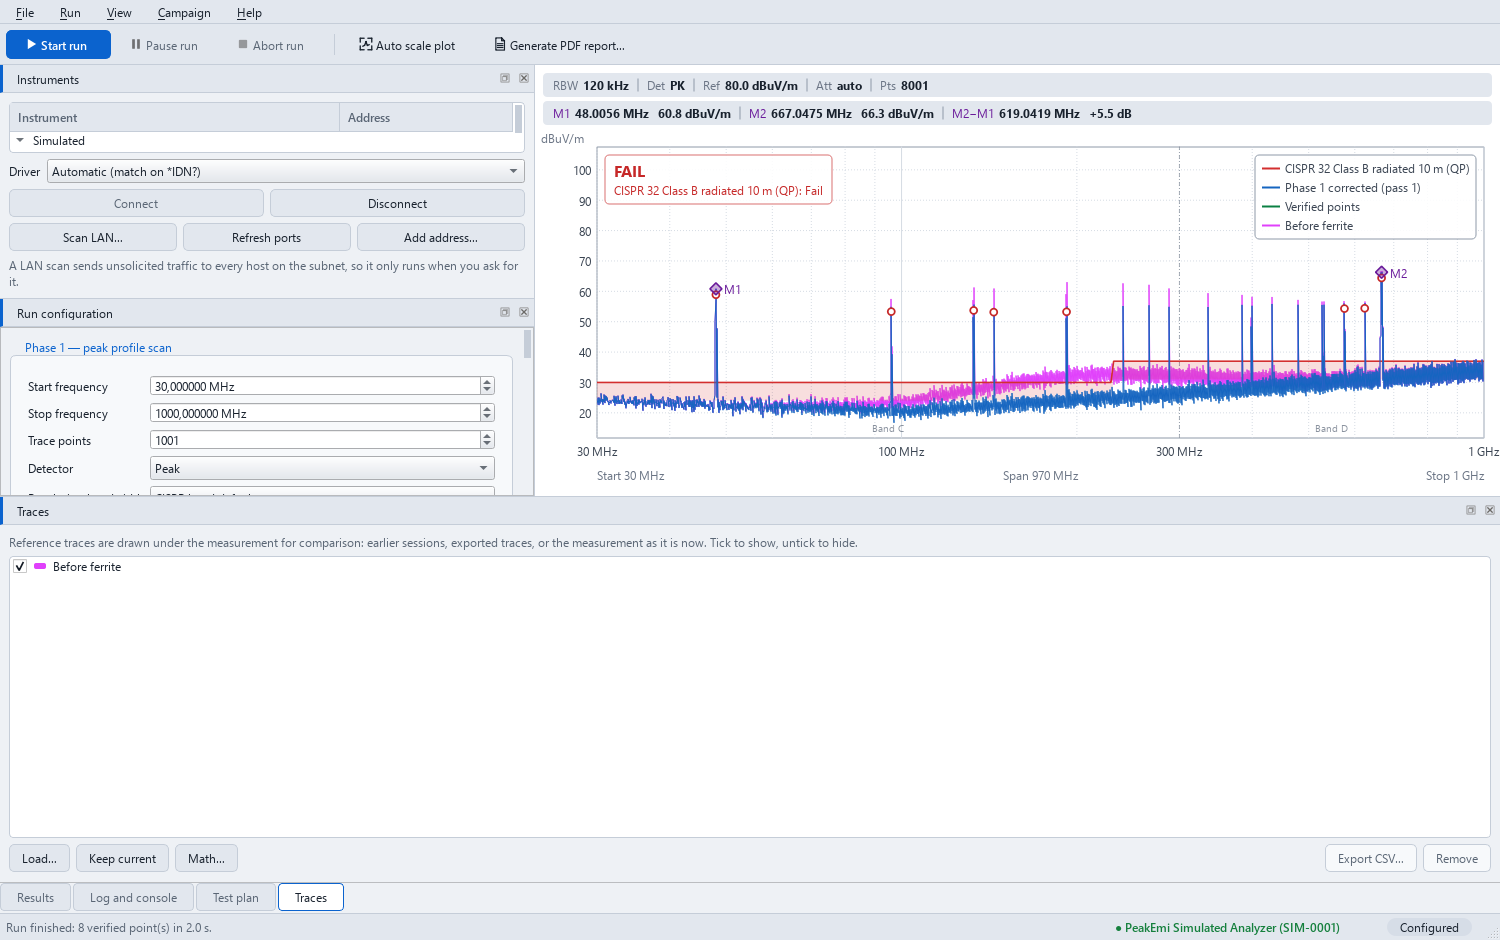 File Run View Campaign Help
Start run Pause run Abort run Auto scale plot Generate PDF report...
Instruments
Instrument Address
Simulated
Driver Automatic (match on *IDN?)
Connect Disconnect
Scan LAN... Refresh ports Add address...
A LAN scan sends unsolicited traffic to every host on the subnet, so it only runs when you ask for
it.
Run configuration
Phase 1 — peak profile scan
Start frequency 30,000000 MHz
Stop frequency 1000,000000 MHz
Trace points 1001
Detector Peak
RBW 120 kHz Det PK Ref 80.0 dBuV/m Att auto Pts 8001
M1 48.0056 MHz 60.8 dBuV/m M2 667.0475 MHz 66.3 dBuV/m M2−M1 619.0419 MHz +5.5 dB
dBuV/m
100
90
80
70
60
50
40
30
20
FAIL
CISPR 32 Class B radiated 10 m (QP): Fail
CISPR 32 Class B radiated 10 m (QP)
Phase 1 corrected (pass 1)
Verified points
Before ferrite
M1
M2
Band C
Band D
30 MHz 100 MHz 300 MHz 1 GHz
Start 30 MHz Span 970 MHz Stop 1 GHz
Traces
Reference traces are drawn under the measurement for comparison: earlier sessions, exported traces, or the measurement as it is now. Tick to show, untick to hide.
Before ferrite
Load... Keep current Math... Export CSV... Remove
Results Log and console Test plan Traces
Run finished: 8 verified point(s) in 2.0 s. PeakEmi Simulated Analyzer (SIM-0001) Configured